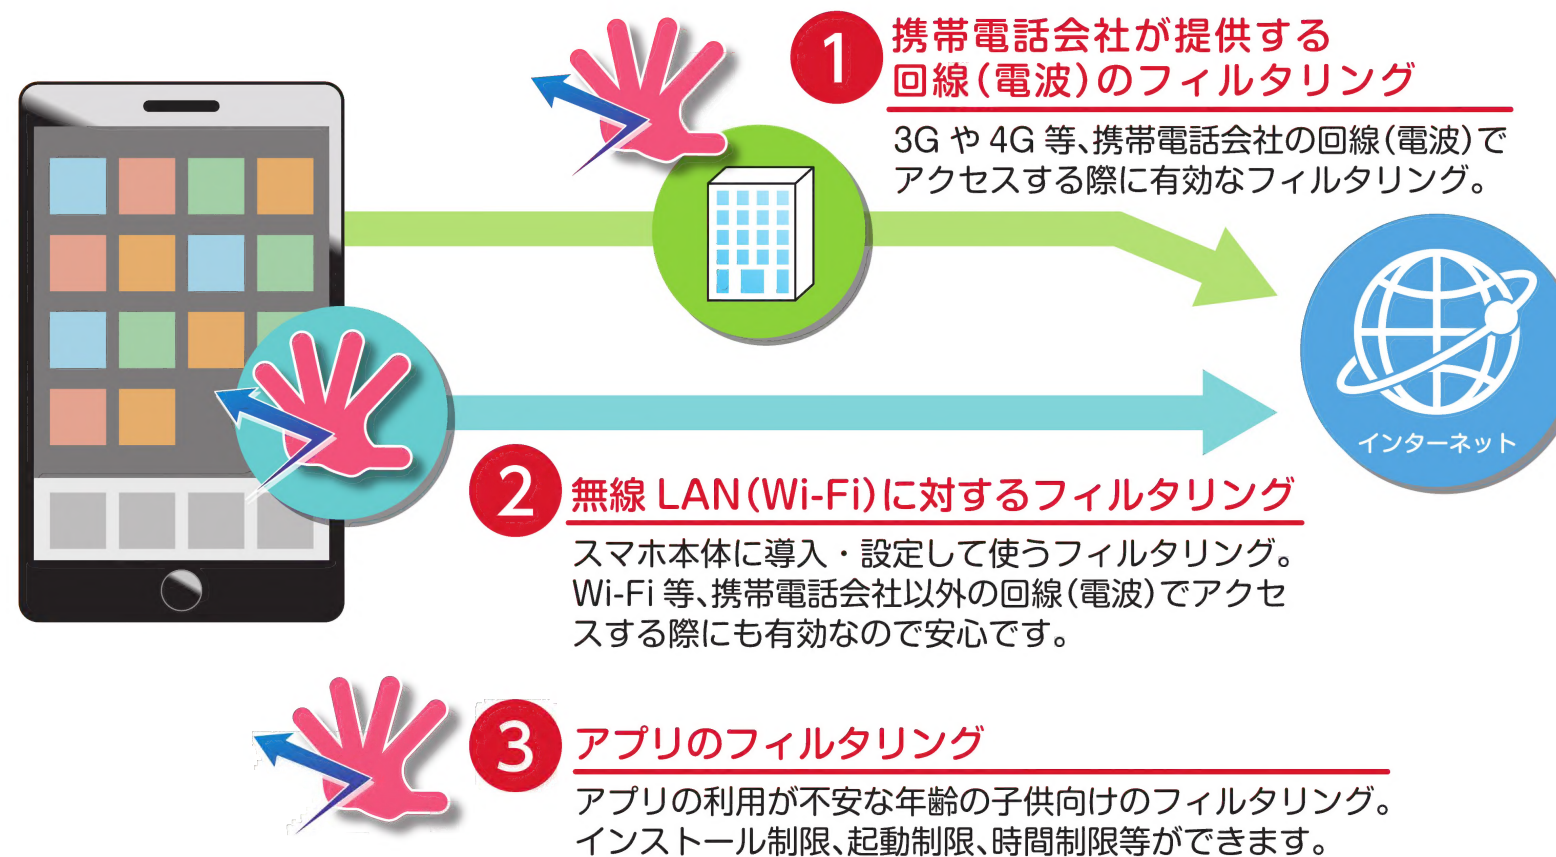 1 携帯電話会社が提供する
回線(電波)のフィルタリング
3G や 4G 等、携帯電話会社の回線(電波)で
アクセスする際に有効なフィルタリング。
インターネット
2 無線 LAN(Wi-Fi)に対するフィルタリング
スマホ本体に導入・設定して使うフィルタリング。
Wi-Fi 等、携帯電話会社以外の回線(電波)でアクセ
スする際にも有効なので安心です。
3 アプリのフィルタリング
アプリの利用が不安な年齢の子供向けのフィルタリング。
インストール制限、起動制限、時間制限等ができます。